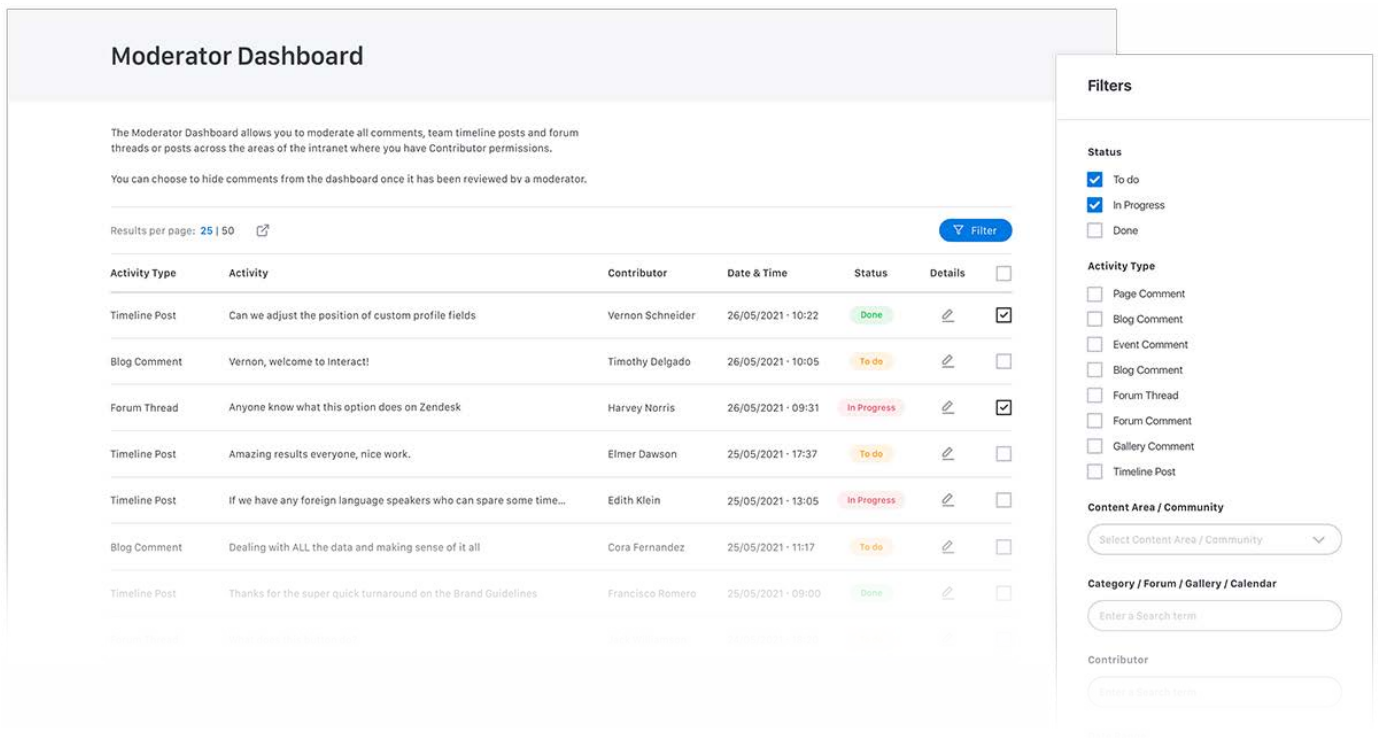 Moderator Dashboard
The Moderator Dashboard allows you to moderate all comments, team timeline posts and forum
threads or posts across the areas of the intranet where you have Contributor permissions.
You can choose to hide comments from the dashboard once it has been reviewed by a moderator.
Results per page: 25 | 50
Filter
Activity Type Activity Contributor Date & Time Status Details
Timeline Post Can we adjust the position of custom profile fields Vernon Schneider 26/05/2021 - 10:22 Done
Blog Comment Vernon, welcome to Interact! Timothy Delgado 26/05/2021 - 10:05 To do
Forum Thread Anyone know what this option does on Zendesk Harvey Norris 26/05/2021 - 09:31 In Progress
Timeline Post Amazing results everyone, nice work. Elmer Dawson 25/05/2021 - 17:37 To do
Timeline Post If we have any foreign language speakers who can spare some time... Edith Klein 25/05/2021 - 13:05 In Progress
Blog Comment Dealing with ALL the data and making sense of it all Cora Fernandez 25/05/2021 - 11:17 To do
Timeline Post Thanks for the super quick turnaround on the Brand Guidelines Francisco Romero 25/05/2021 - 09:00 Done
Filters
Status
To do
In Progress
Done
Activity Type
Page Comment
Blog Comment
Event Comment
Blog Comment
Forum Thread
Forum Comment
Gallery Comment
Timeline Post
Content Area / Community
Select Content Area / Community
Category / Forum / Gallery / Calendar
Enter a Search term
Contributor
Enter a Search term